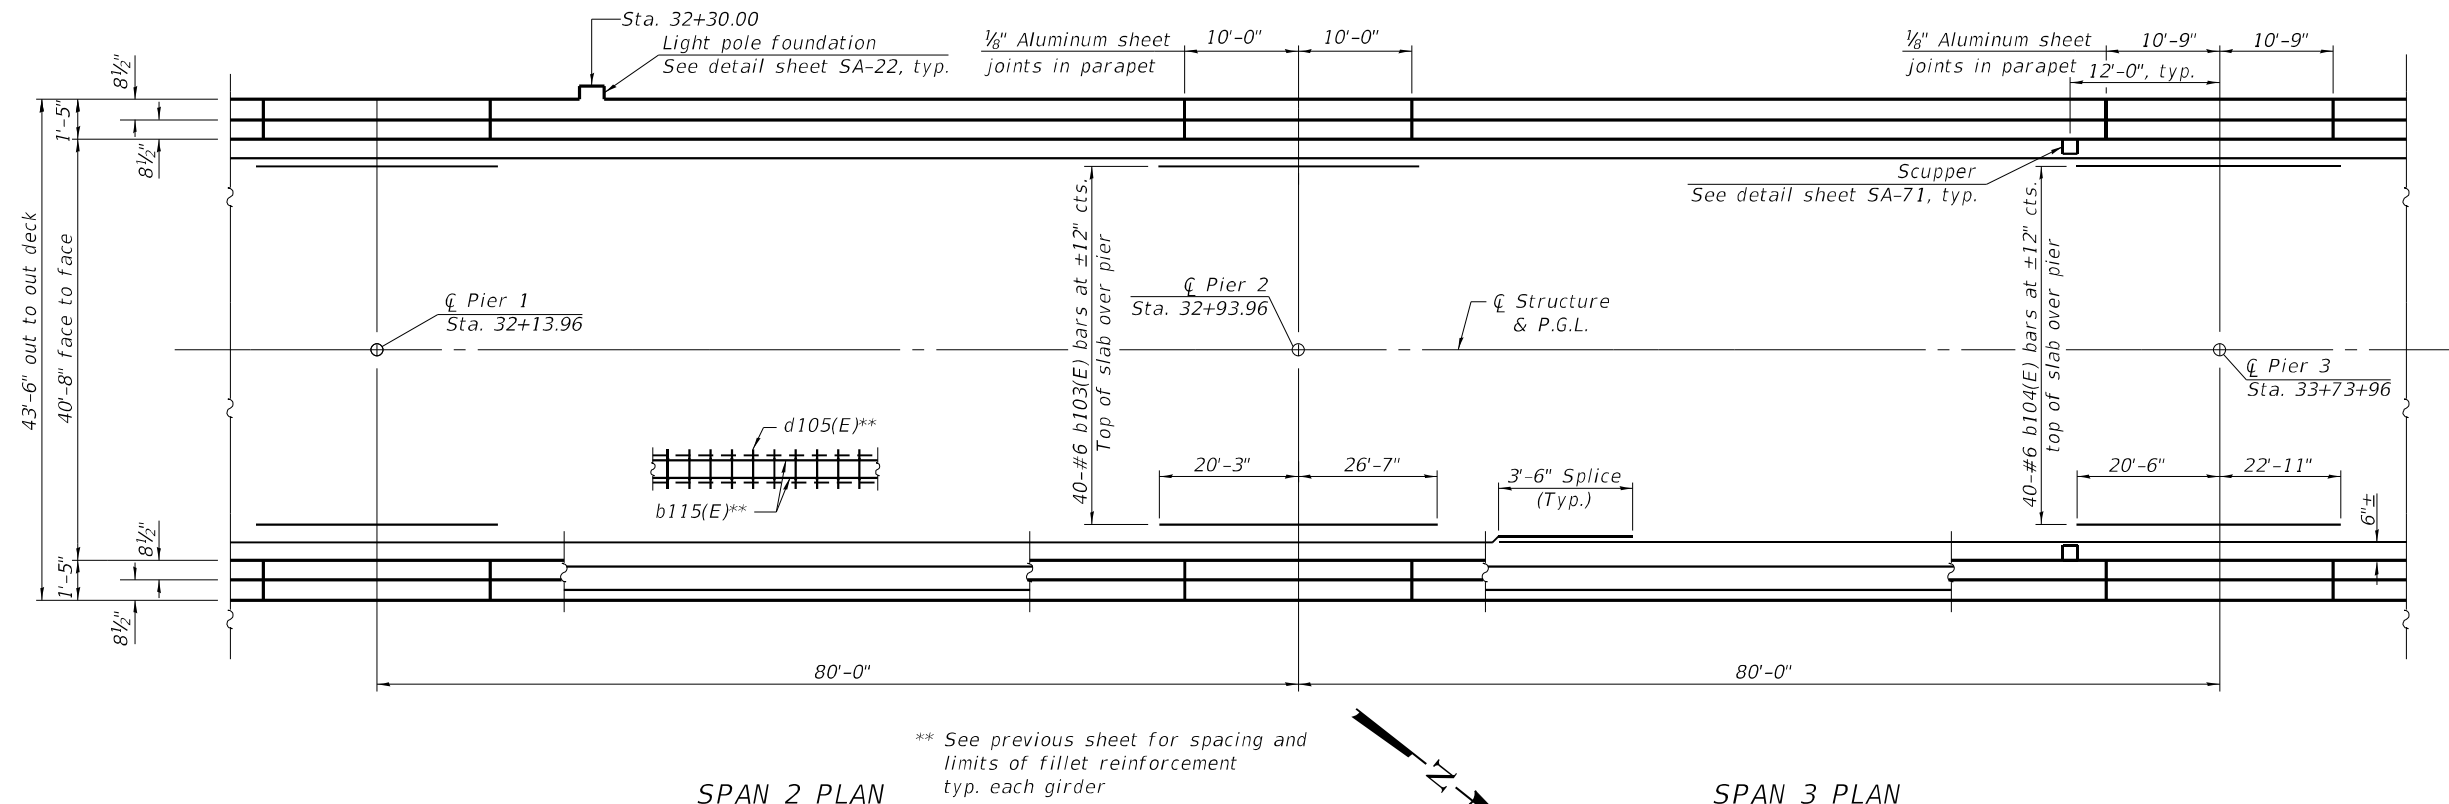 Sta. 32+30.00
Light pole foundation
See detail sheet SA-22, typ.
⅛" Aluminum sheet
joints in parapet
10'-0"
10'-0"
⅛" Aluminum sheet
joints in parapet
10'-9"
10'-9"
12'-0", typ.
8½"
1'-5"
8½"
43'-6" out to out deck
40'-8" face to face
Scupper
See detail sheet SA-71, typ.
40-#6 b103(E) bars at ±12" cts.
Top of slab over pier
40-#6 b104(E) bars at ±12" cts.
top of slab over pier
℄ Pier 1
Sta. 32+13.96
℄ Pier 2
Sta. 32+93.96
℄ Structure
& P.G.L.
℄ Pier 3
Sta. 33+73+96
d105(E)**
b115(E)**
20'-3"
26'-7"
3'-6" Splice
(Typ.)
20'-6"
22'-11"
6"±
8½"
1'-5"
8½"
80'-0"
80'-0"
** See previous sheet for spacing and
limits of fillet reinforcement
typ. each girder
N
SPAN 2 PLAN
SPAN 3 PLAN